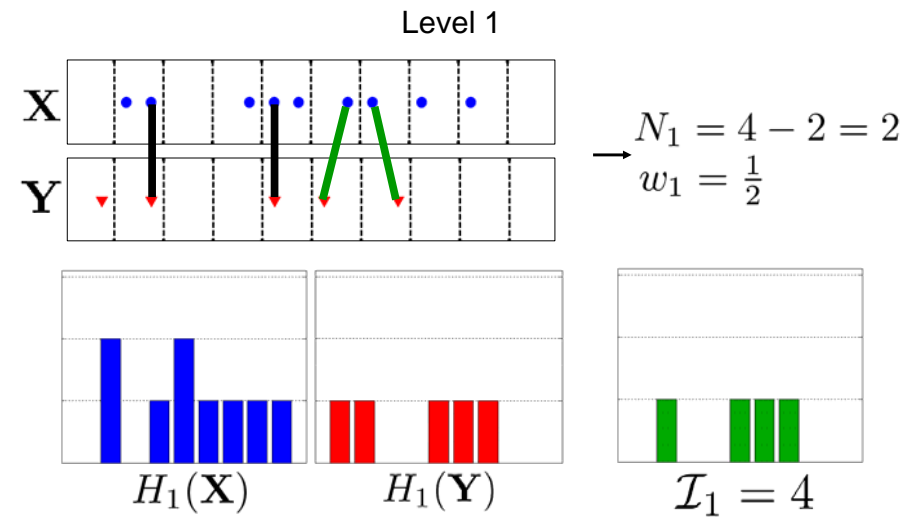 Level 1
X
Y
N₁ = 4 − 2 = 2
w₁ = 1/2
H₁(X)
H₁(Y)
𝓘₁ = 4